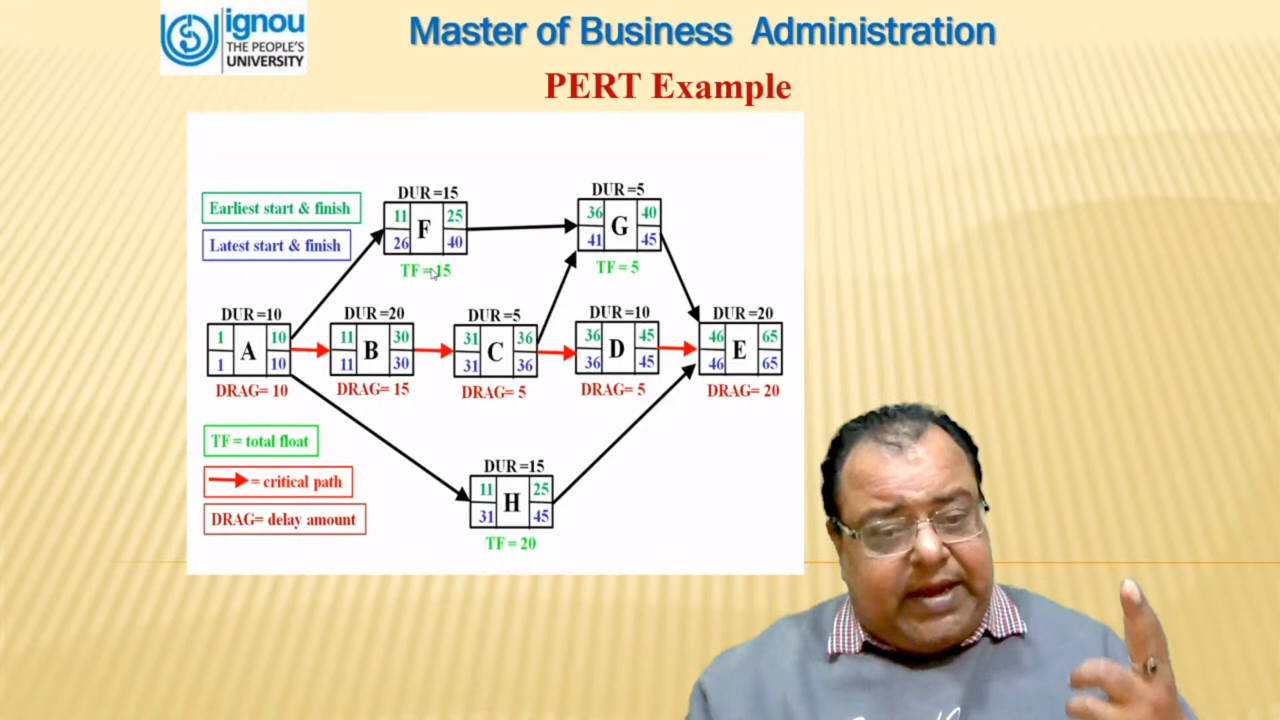 ignou
THE PEOPLE'S
UNIVERSITY
Master of Business Administration
PERT Example
Earliest start & finish
Latest start & finish
DUR =15
11 F 25
26 40
TF = 15
DUR =5
36 G 40
41 45
TF = 5
DUR =10
1 A 10
1 10
DRAG= 10
DUR =20
11 B 30
11 30
DRAG= 15
DUR =5
31 C 36
31 36
DRAG= 5
DUR =10
36 D 45
36 45
DRAG= 5
DUR =20
46 E 65
46 65
DRAG= 20
TF = total float
= critical path
DRAG= delay amount
DUR =15
11 H 25
31 45
TF = 20